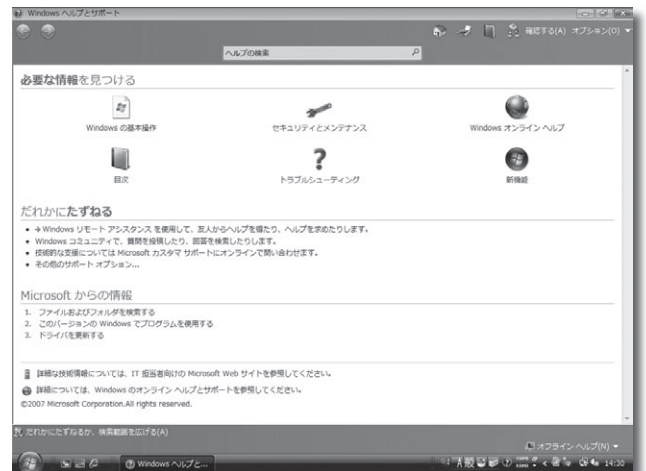 Windows ヘルプとサポート
確認する(A) オプション(O)
ヘルプの検索
必要な情報を見つける
Windows の基本操作
セキュリティとメンテナンス
Windows オンライン ヘルプ
目次
トラブルシューティング
新機能
だれかにたずねる
Windows リモート アシスタンス を使用して、友人からヘルプを得たり、ヘルプを求めたりします。
Windows コミュニティで、質問を投稿したり、回答を検索したりします。
技術的な支援については Microsoft カスタマ サポートにオンラインで問い合わせます。
その他のサポート オプション...
Microsoft からの情報
1. ファイルおよびフォルダを検索する
2. このバージョンの Windows でプログラムを使用する
3. ドライバを更新する
詳細な技術情報については、IT 担当者向けの Microsoft Web サイトを参照してください。
詳細については、Windows のオンライン ヘルプとサポートを参照してください。
©2007 Microsoft Corporation.All rights reserved.
だれかにたずねるか、検索範囲を広げる(A)
オフライン ヘルプ(N)
Windows ヘルプと...
A 般
14:30